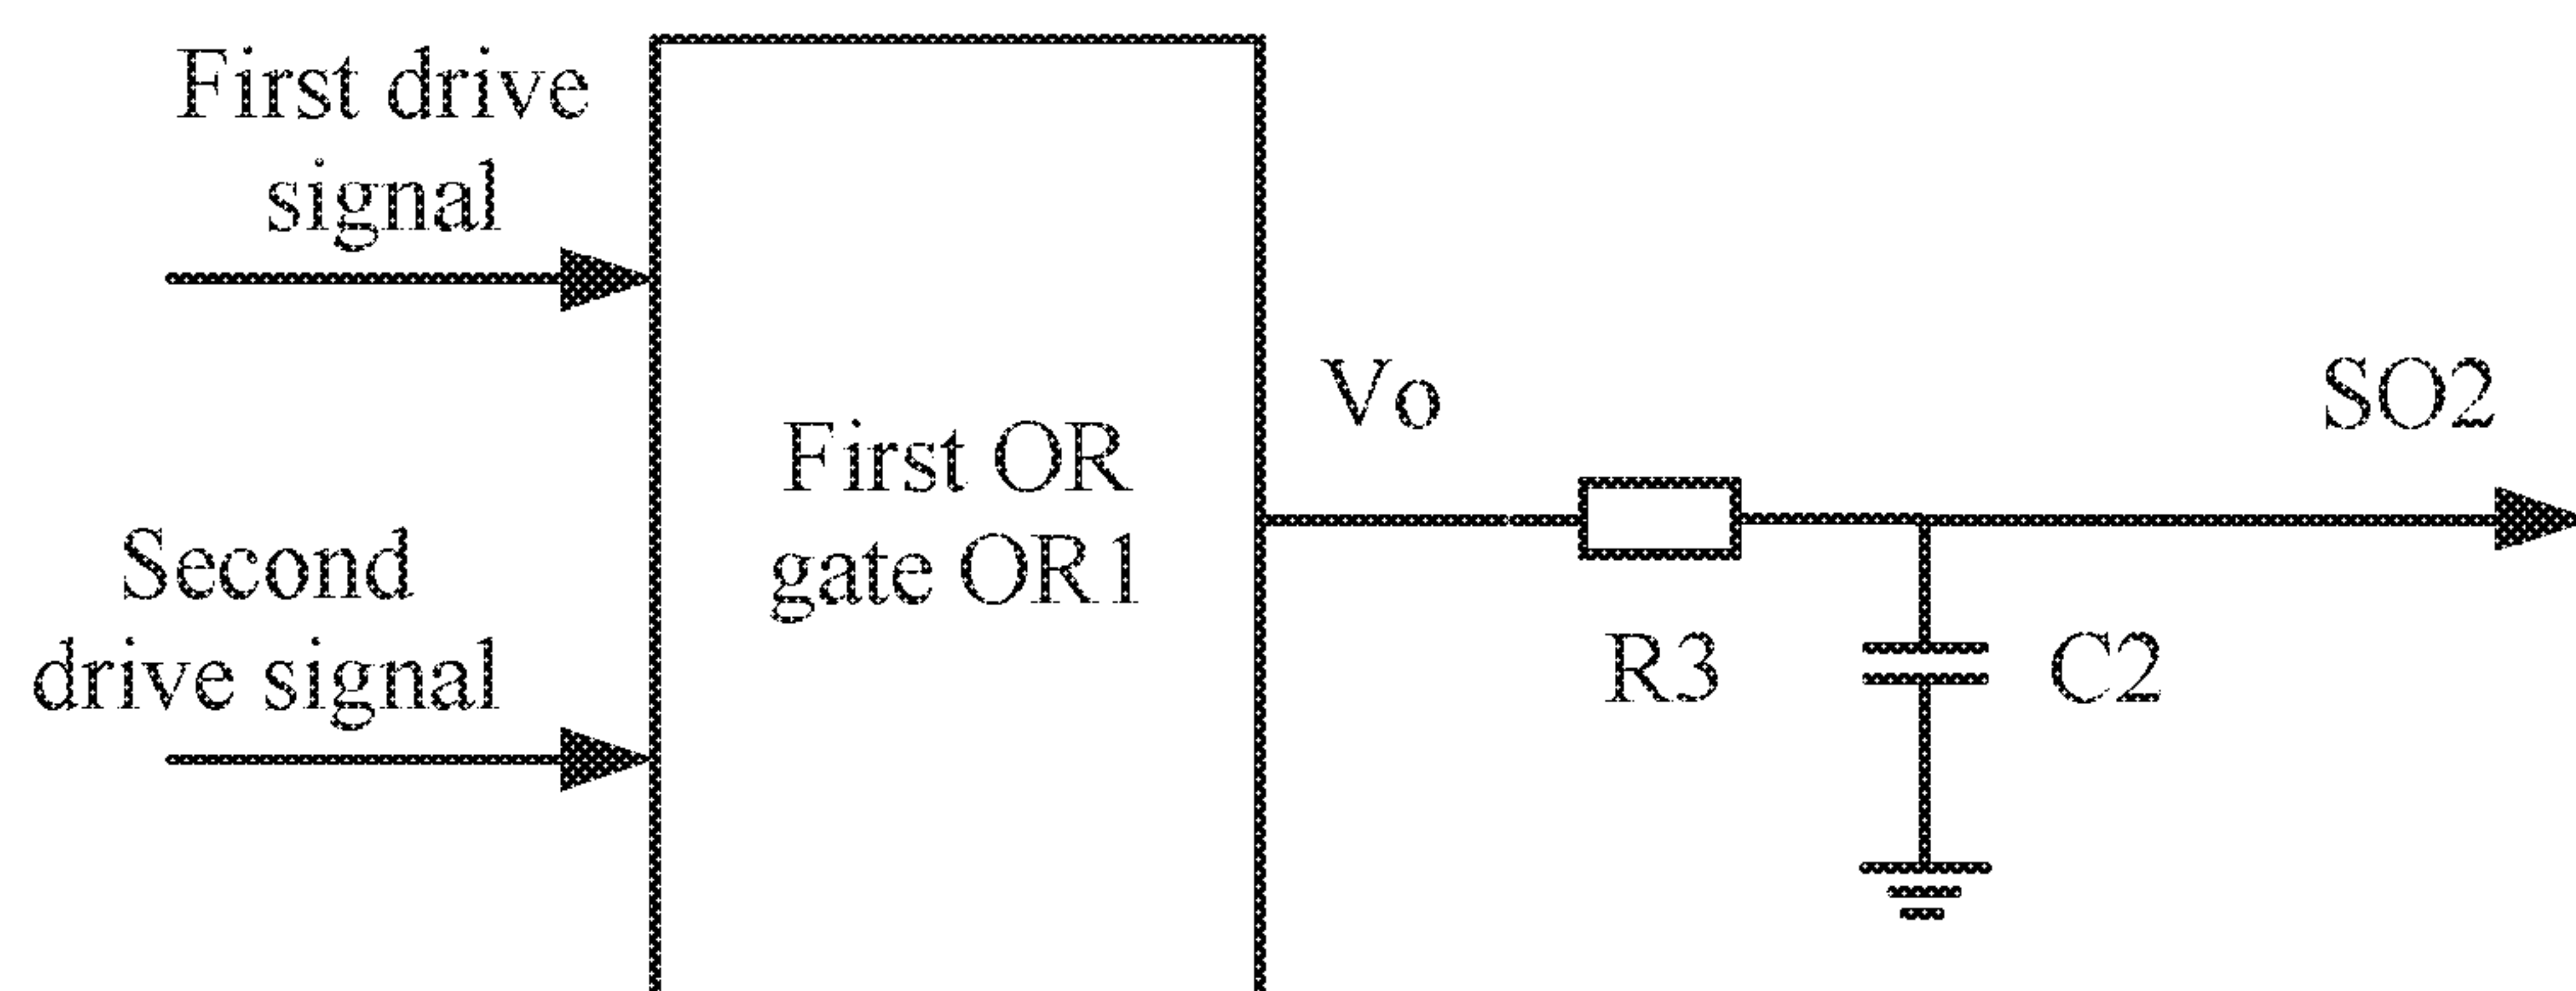 First drive
signal
Second
drive signal
First OR
gate OR1
Vo
R3
C2
SO2